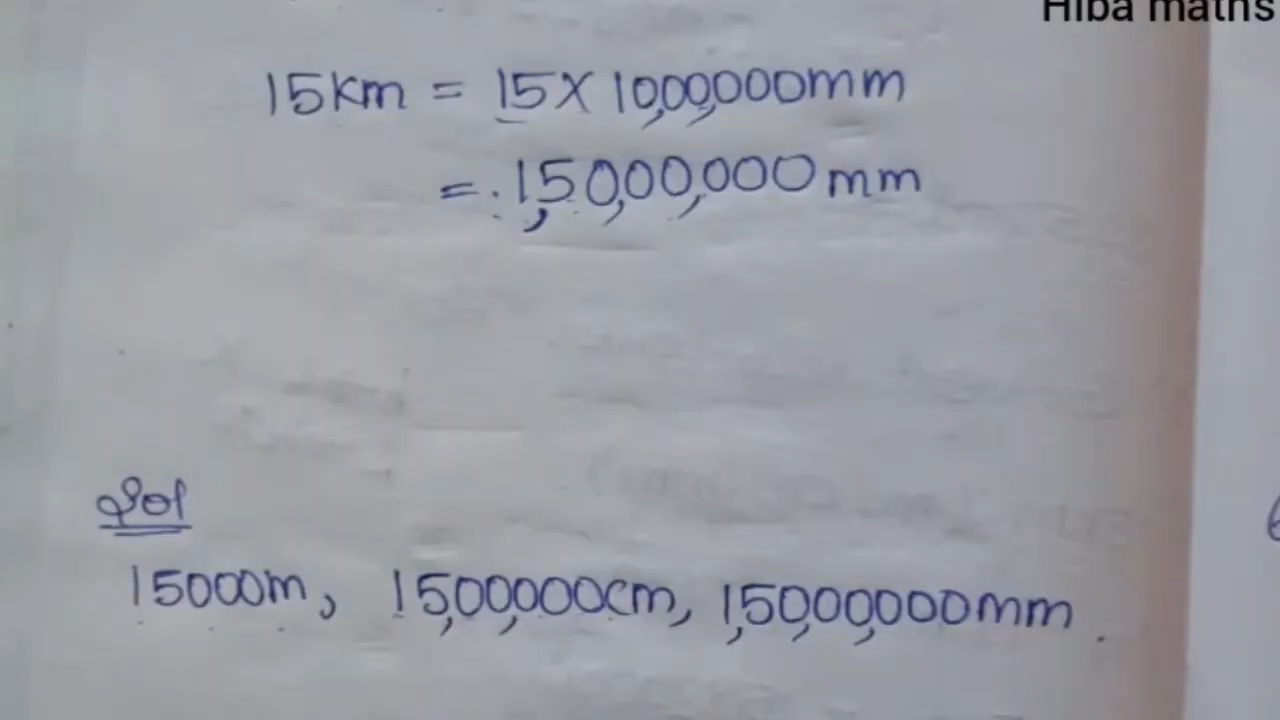 Hiba maths
15km = 15 X 10,00,000mm
= 1,50,00,000 mm
Sol
15000m, 15,00,000cm, 1,50,00,000mm.